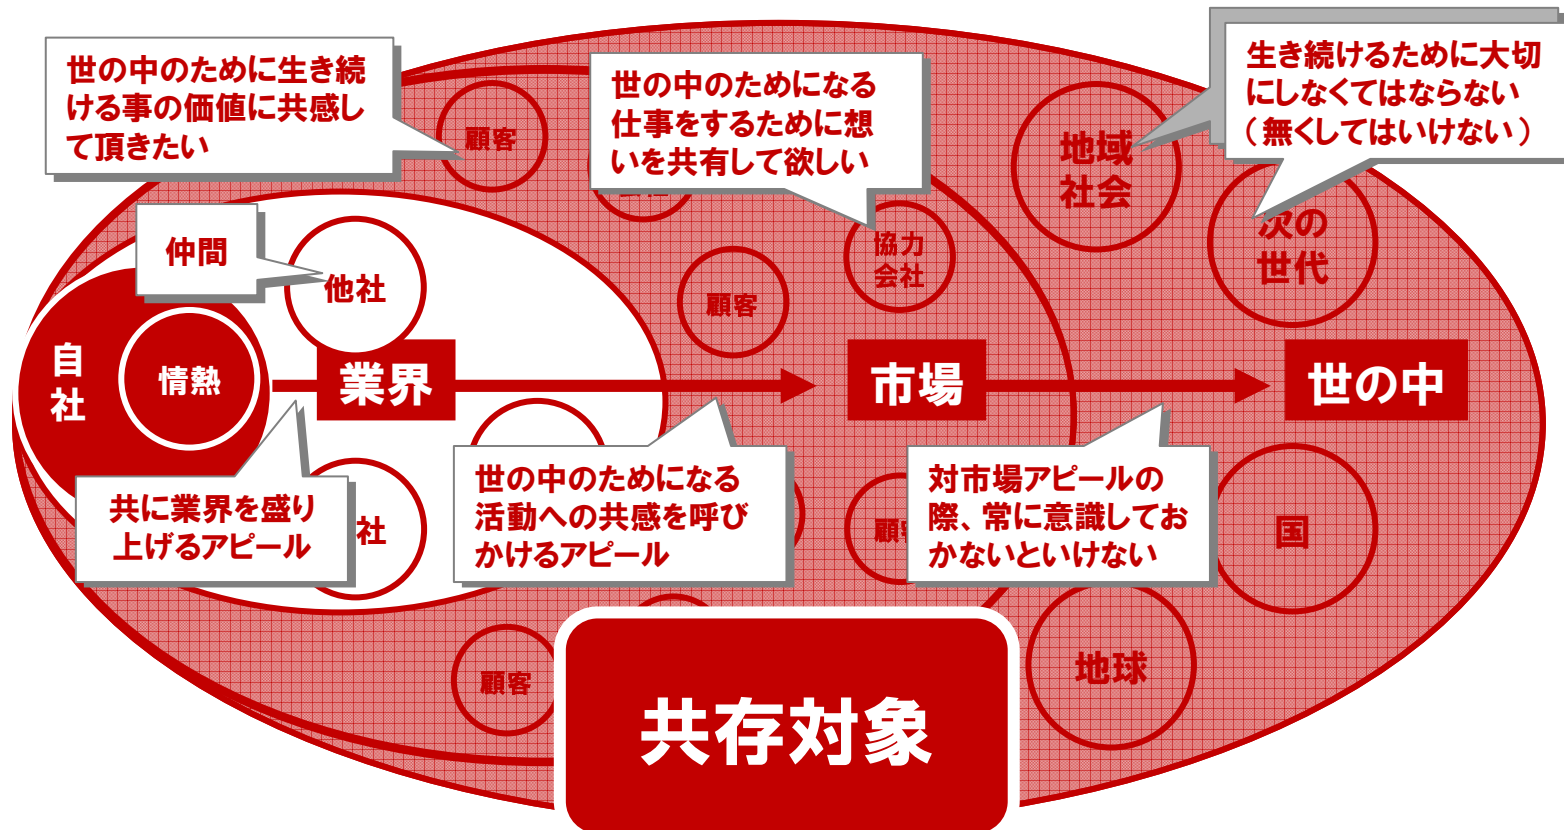 世の中のために生き続
ける事の価値に共感し
て頂きたい
顧客
世の中のためになる
仕事をするために想
いを共有して欲しい
生き続けるために大切
にしなくてはならない
（無くしてはいけない）
地域
社会
次の
世代
仲間
他社
協力
会社
顧客
自
社
情熱
業界
市場
世の中
共に業界を盛り
上げるアピール
社
世の中のためになる
活動への共感を呼び
かけるアピール
顧
対市場アピールの
際、常に意識してお
かないといけない
国
顧客
地球
共存対象